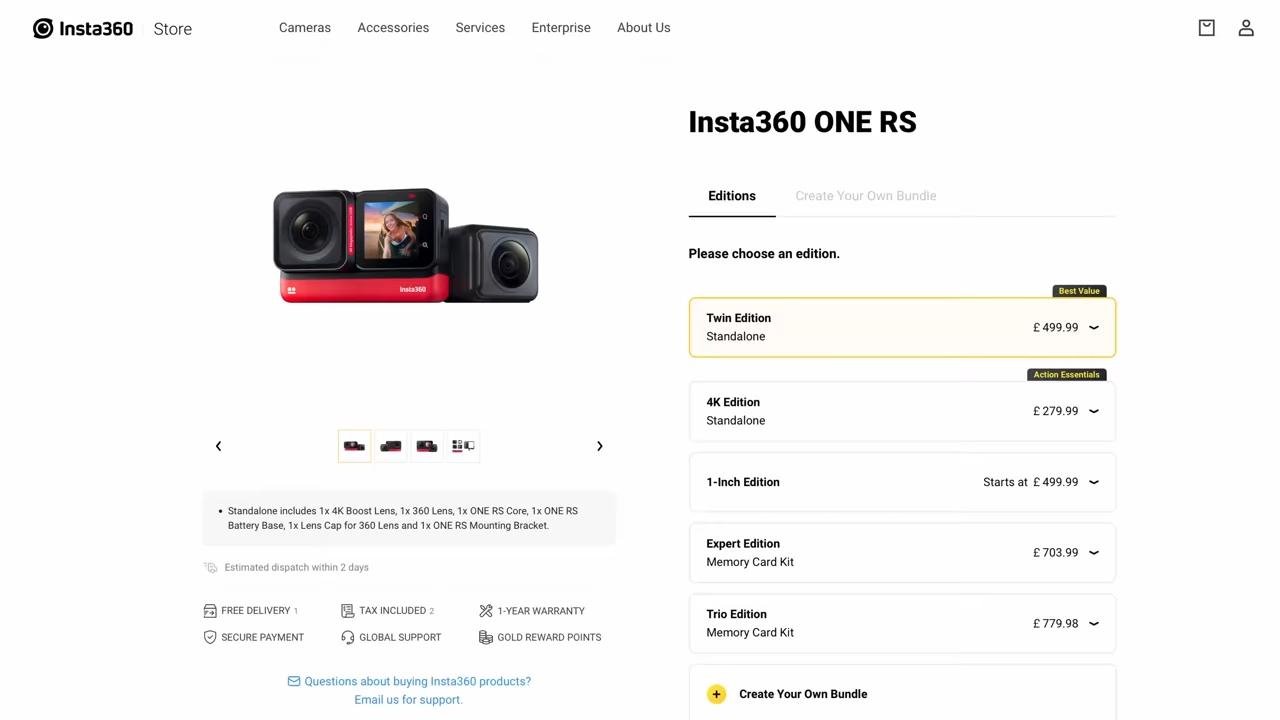 Insta360 Store Cameras Accessories Services Enterprise About Us
Insta360 ONE RS
Editions Create Your Own Bundle
Please choose an edition.
Best Value
Twin Edition
Standalone
£ 499.99
Action Essentials
4K Edition
Standalone
£ 279.99
1-Inch Edition
Starts at £ 499.99
Expert Edition
Memory Card Kit
£ 703.99
Trio Edition
Memory Card Kit
£ 779.98
Create Your Own Bundle
Insta360
• Standalone includes 1x 4K Boost Lens, 1x 360 Lens, 1x ONE RS Core, 1x ONE RS
Battery Base, 1x Lens Cap for 360 Lens and 1x ONE RS Mounting Bracket.
Estimated dispatch within 2 days
FREE DELIVERY 1 TAX INCLUDED 2 1-YEAR WARRANTY
SECURE PAYMENT GLOBAL SUPPORT GOLD REWARD POINTS
Questions about buying Insta360 products?
Email us for support.